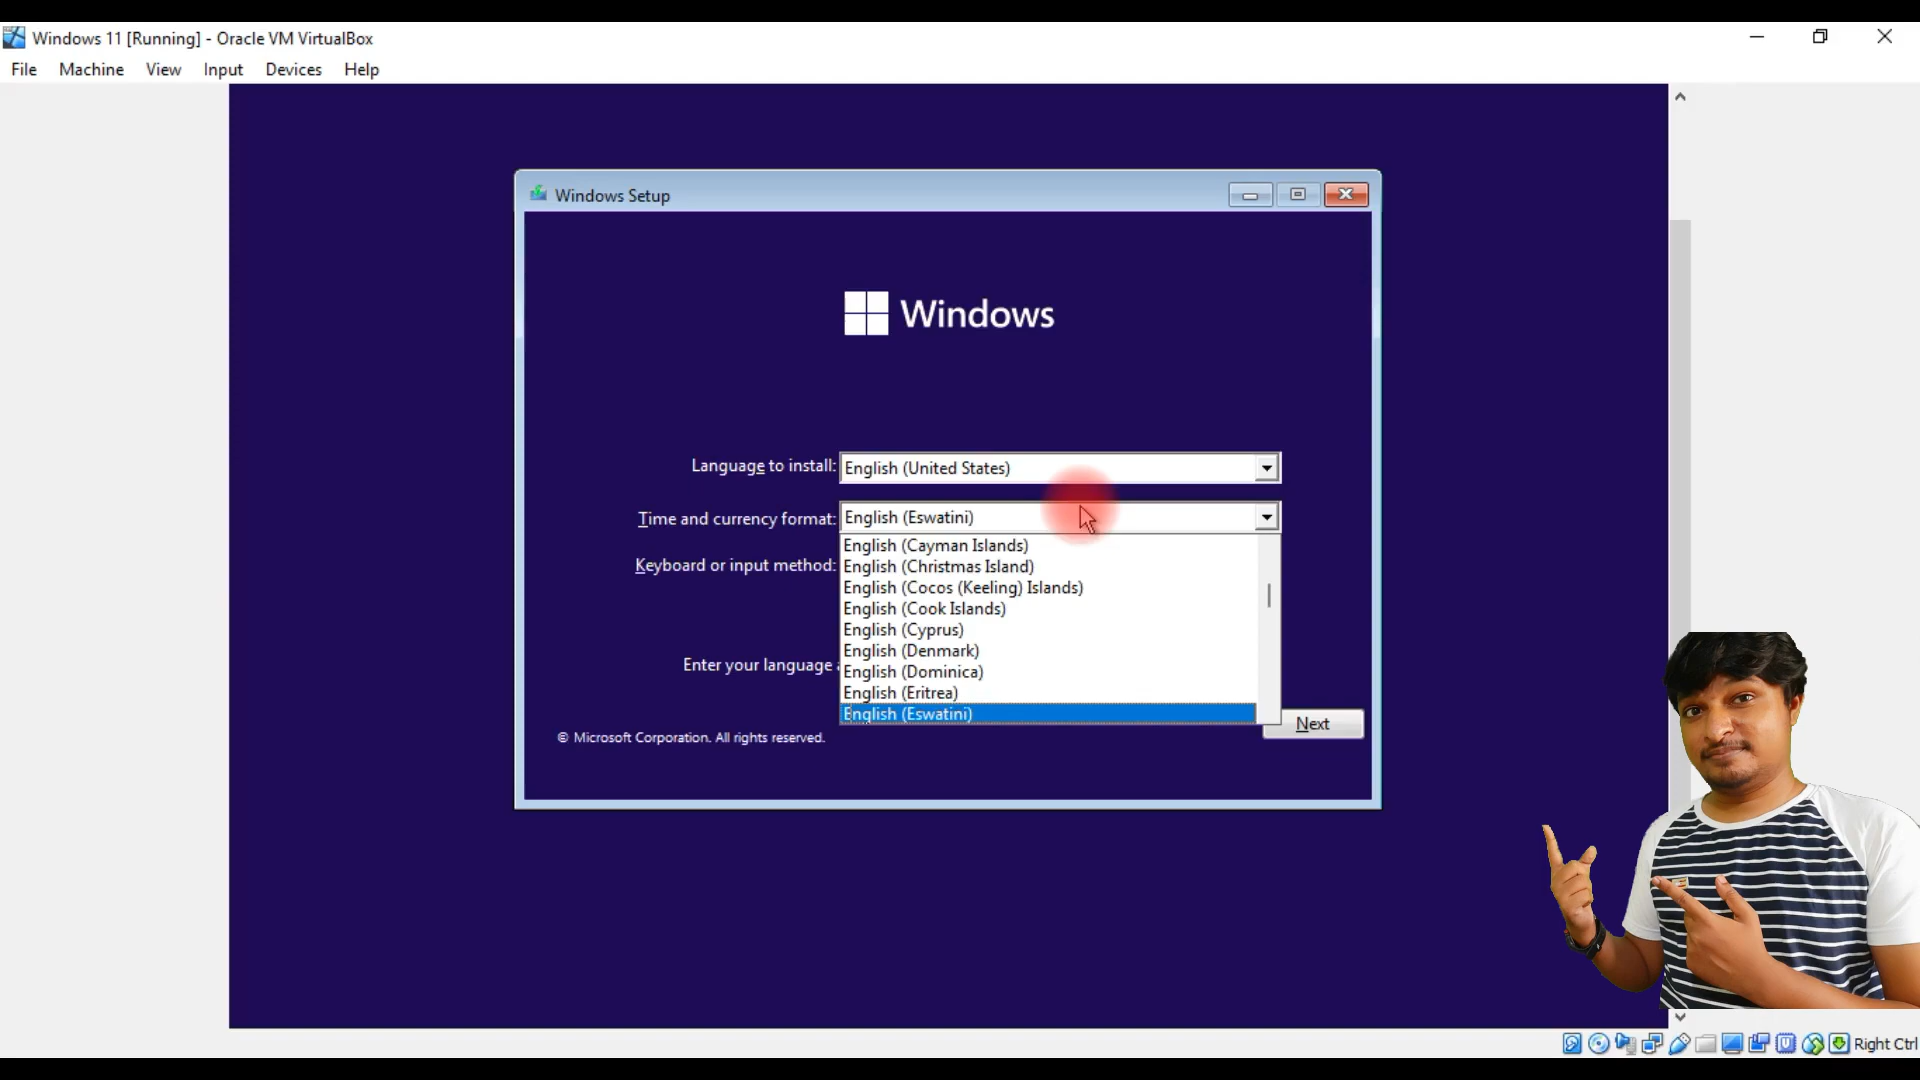 Windows 11 [Running] - Oracle VM VirtualBox
File Machine View Input Devices Help
Windows Setup
Windows
Language to install: English (United States)
Time and currency format: English (Eswatini)
English (Cayman Islands)
English (Christmas Island)
Keyboard or input method:
English (Cocos (Keeling) Islands)
English (Cook Islands)
English (Cyprus)
English (Denmark)
Enter your language
English (Dominica)
English (Eritrea)
English (Eswatini)
Next
© Microsoft Corporation. All rights reserved.
Right Ctrl